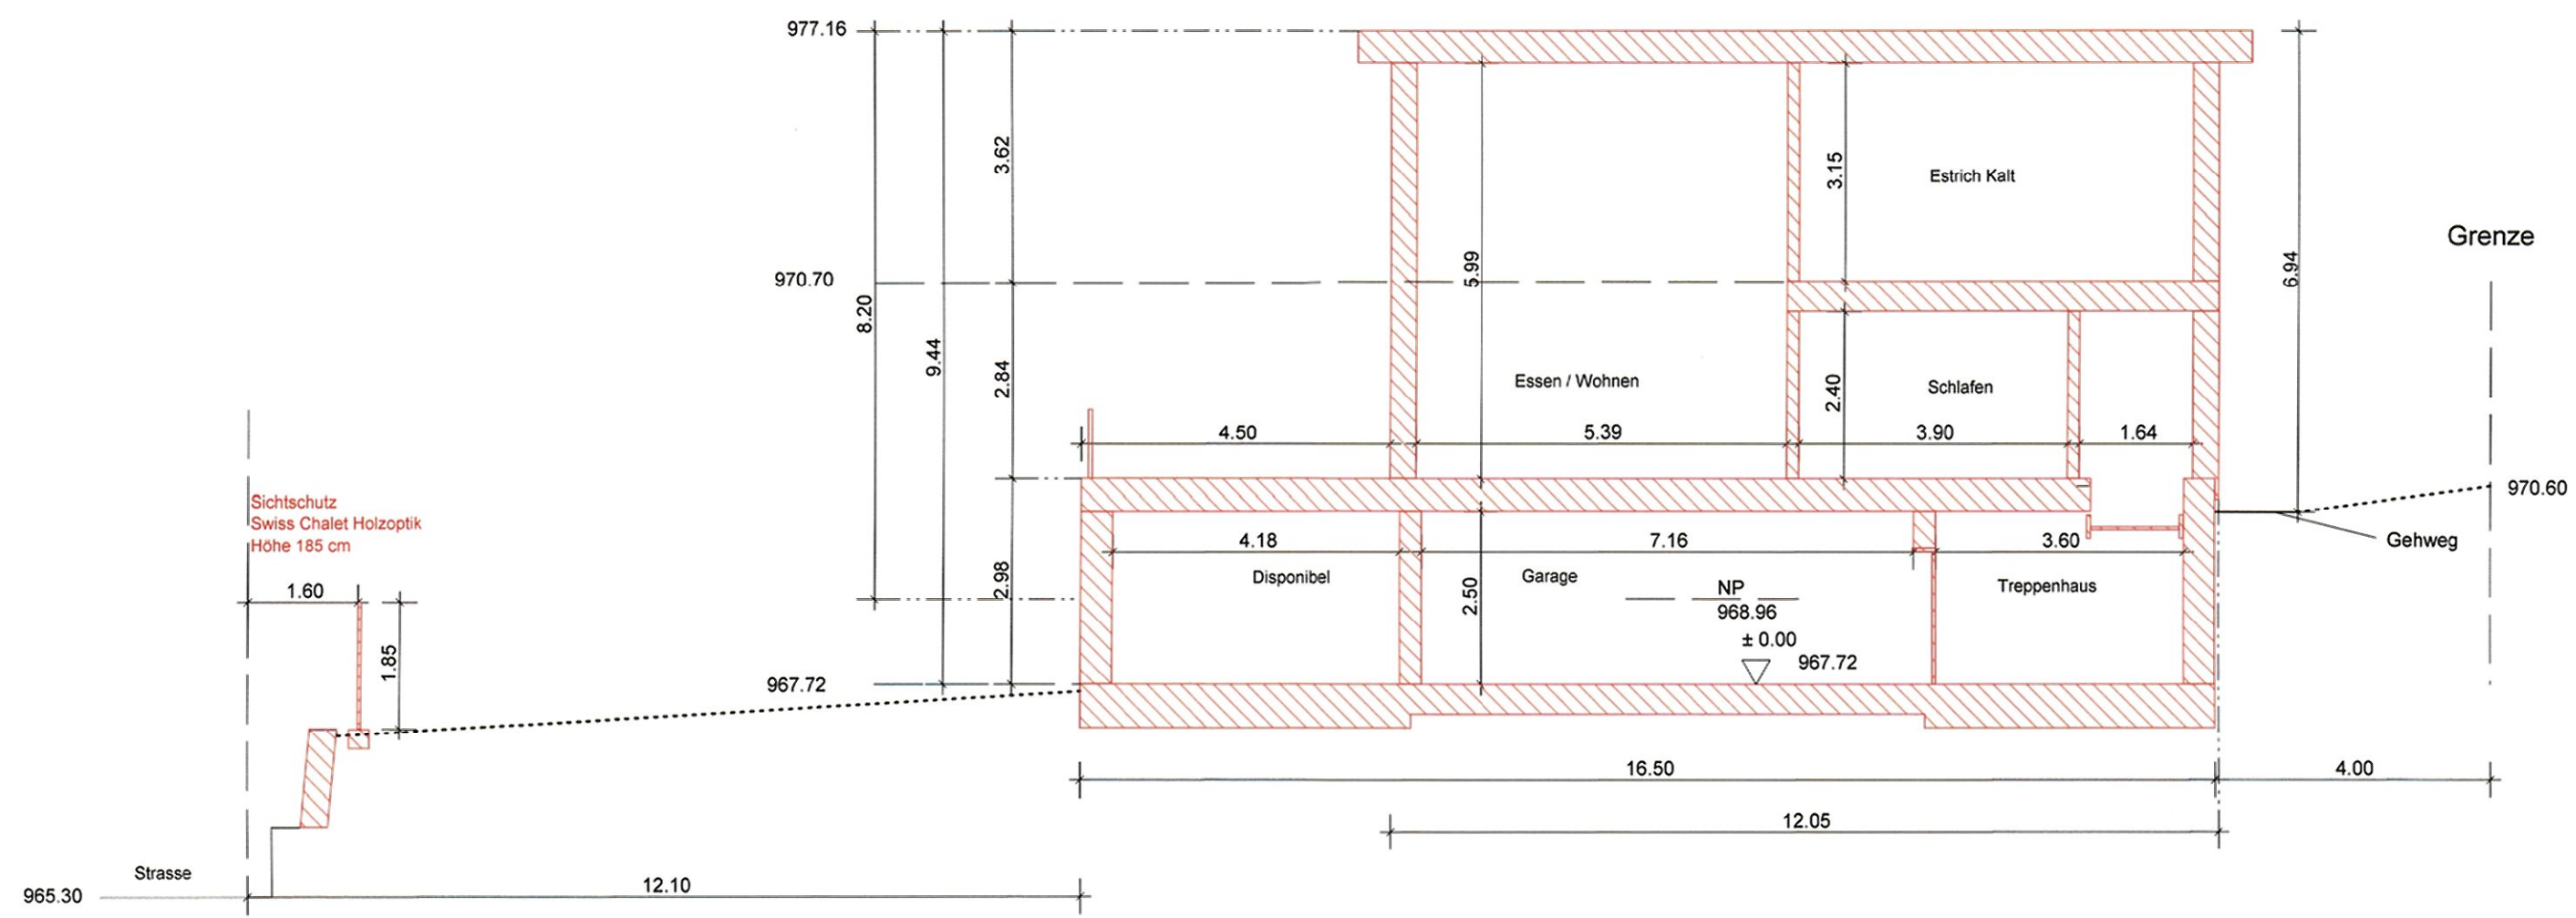 977.16
3.62
3.15
Estrich Kalt
Grenze
970.70
8.20
5.99
6.94
9.44
2.84
Essen / Wohnen
2.40
Schlafen
4.50
5.39
3.90
1.64
Sichtschutz
Swiss Chalet Holzoptik
Höhe 185 cm
970.60
Gehweg
4.18
7.16
3.60
2.98
Disponibel
Garage
2.50
NP
968.96
Treppenhaus
1.60
± 0.00
967.72
1.85
967.72
16.50
4.00
12.05
Strasse
965.30
12.10